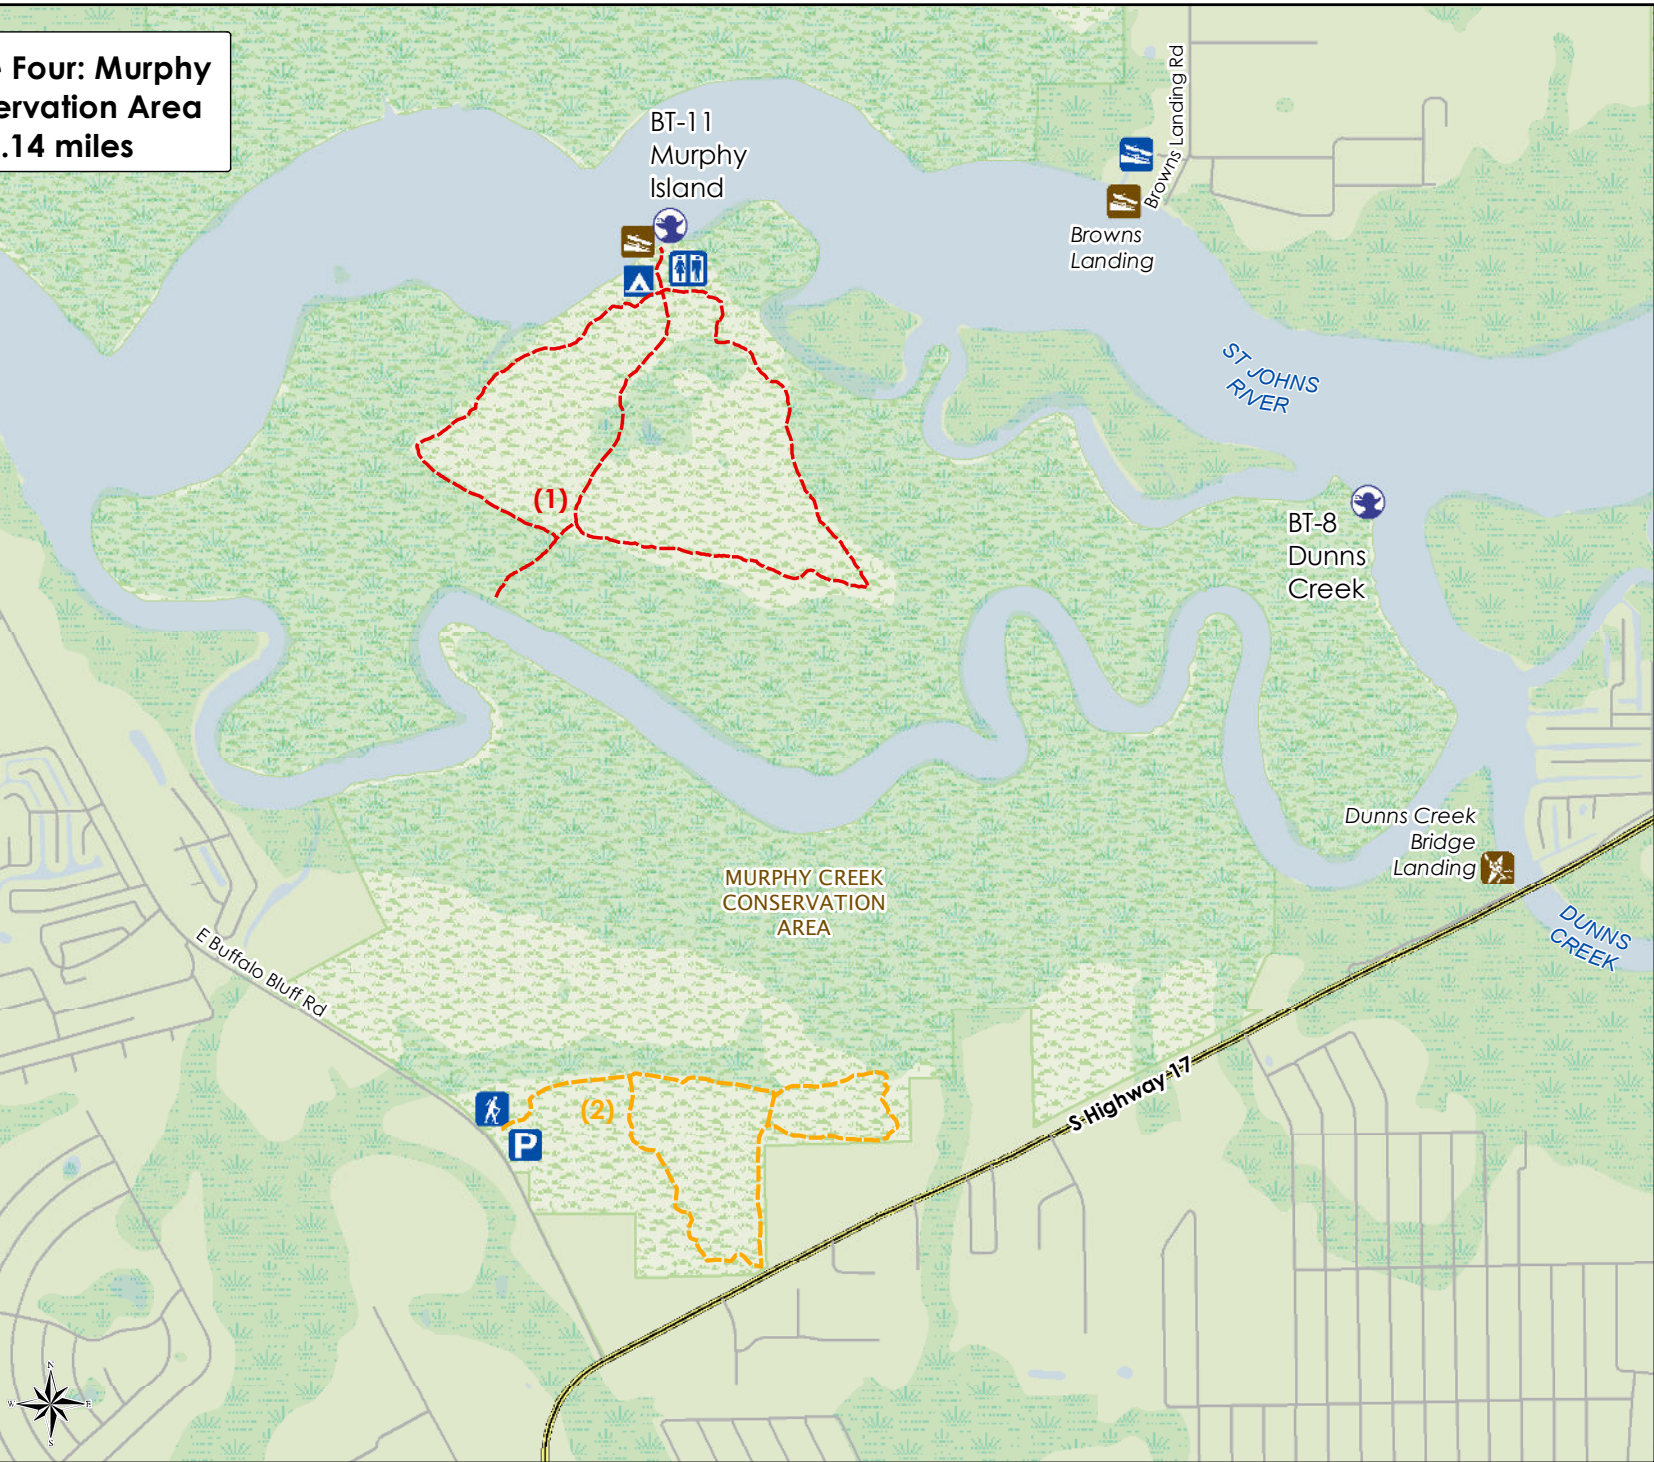 Four: Murphy
ervation Area
.14 miles
BT-11
Murphy
Island
Browns Landing Rd
Browns
Landing
ST JOHNS
RIVER
(1)
BT-8
Dunns
Creek
Dunns Creek
Bridge
Landing
MURPHY CREEK
CONSERVATION
AREA
DUNNS
CREEK
E Buffalo Bluff Rd
S Highway 17
(2)
P
N
W
E
S